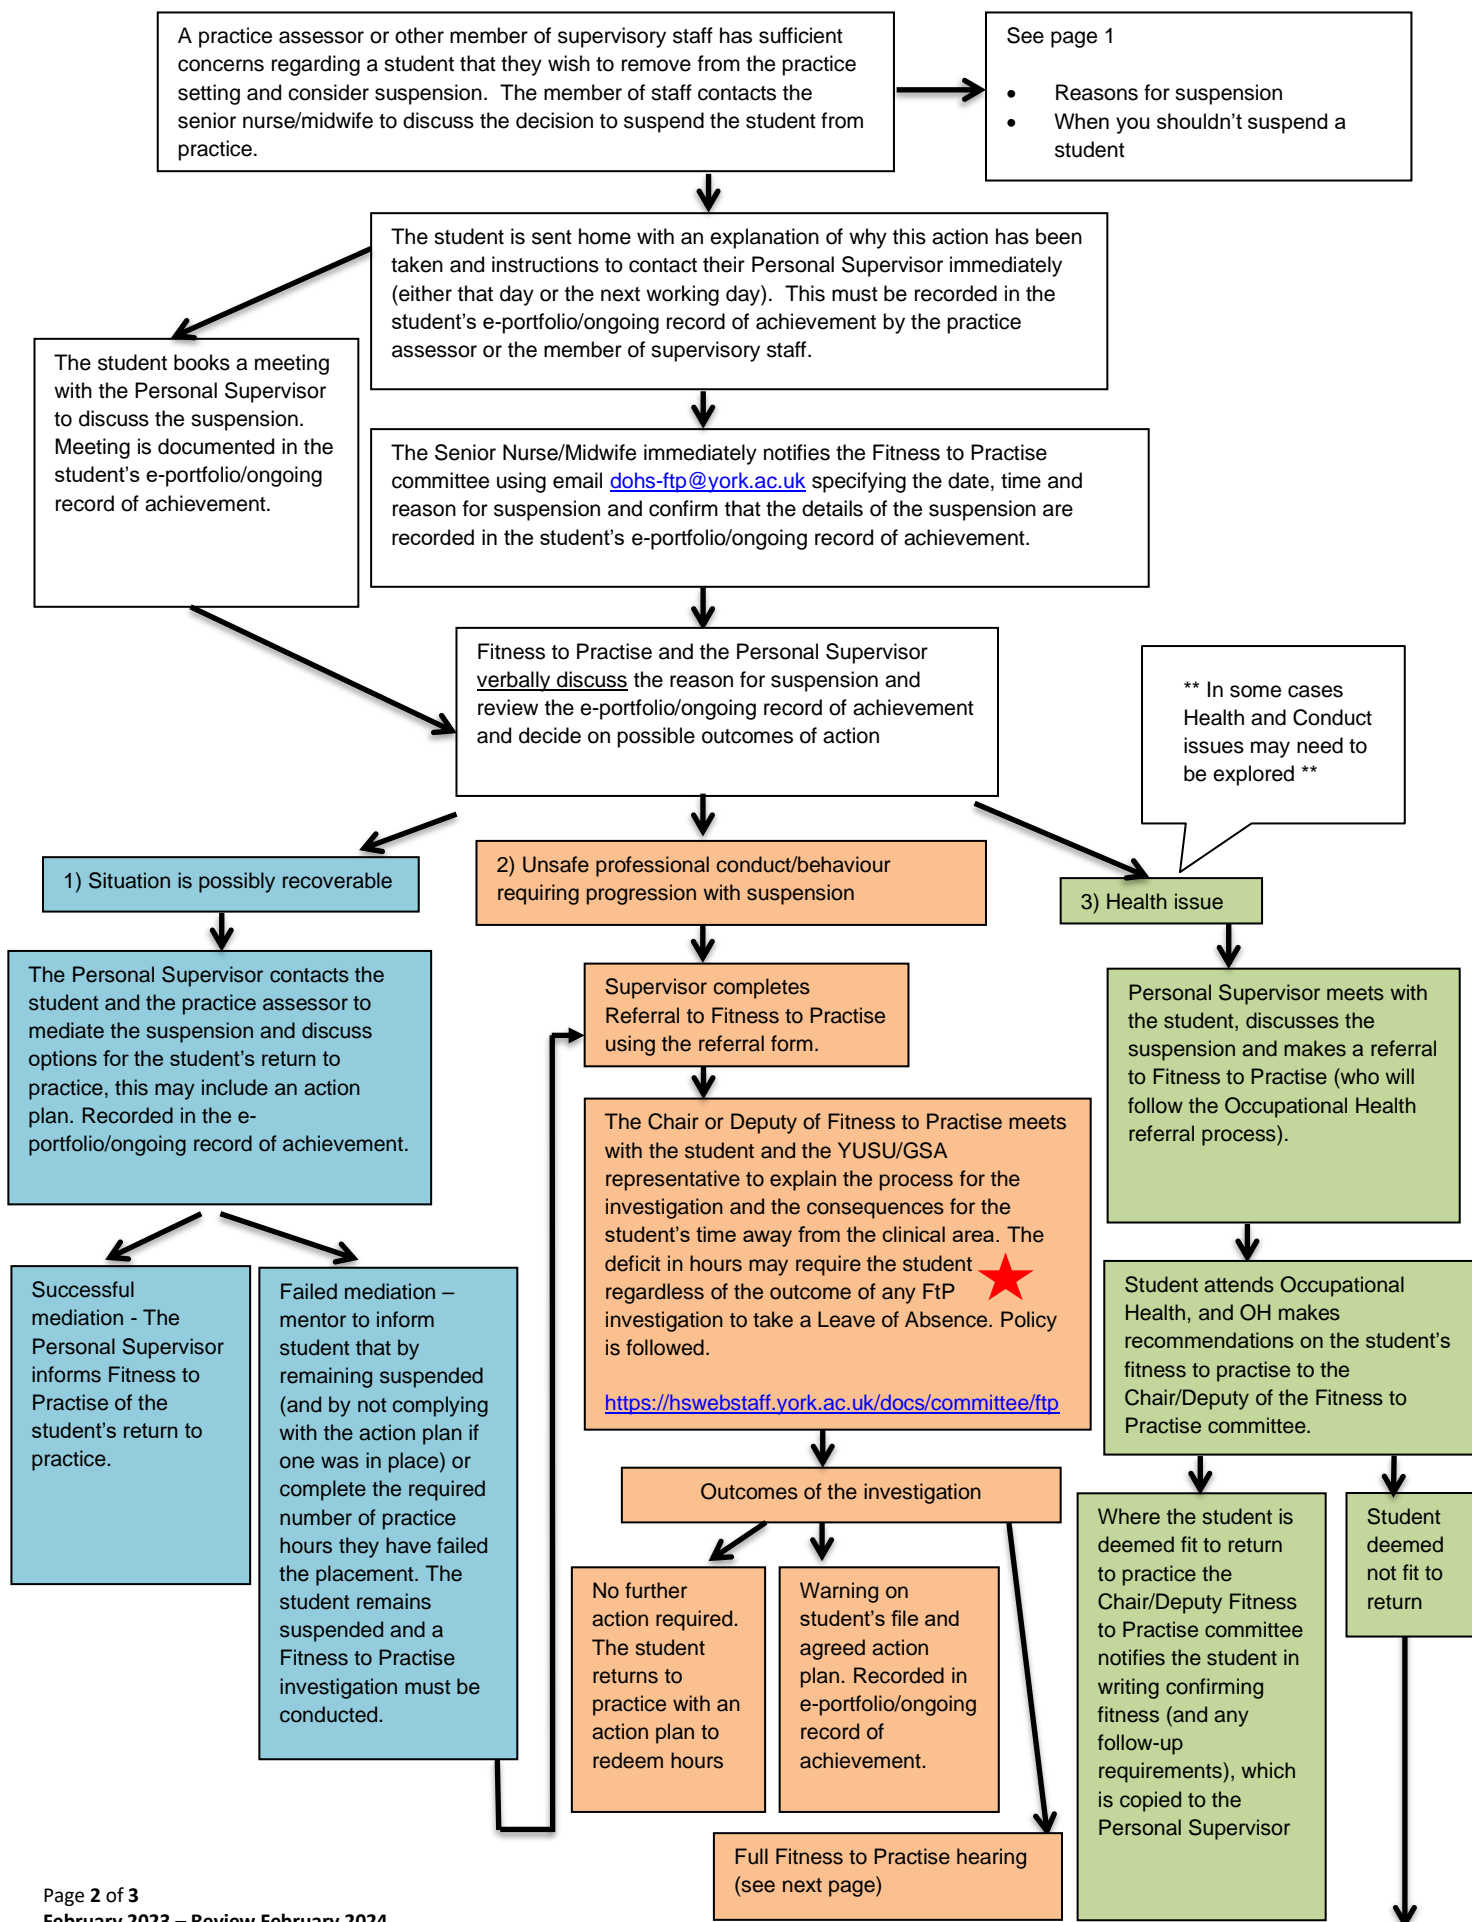 A practice assessor or other member of supervisory staff has sufficient
concerns regarding a student that they wish to remove from the practice
setting and consider suspension.  The member of staff contacts the
senior nurse/midwife to discuss the decision to suspend the student from
practice.
See page 1
• Reasons for suspension
• When you shouldn't suspend a
student
The student is sent home with an explanation of why this action has been
taken and instructions to contact their Personal Supervisor immediately
(either that day or the next working day).  This must be recorded in the
student's e-portfolio/ongoing record of achievement by the practice
assessor or the member of supervisory staff.
The student books a meeting
with the Personal Supervisor
to discuss the suspension.
Meeting is documented in the
student's e-portfolio/ongoing
record of achievement.
The Senior Nurse/Midwife immediately notifies the Fitness to Practise
committee using email dohs-ftp@york.ac.uk specifying the date, time and
reason for suspension and confirm that the details of the suspension are
recorded in the student's e-portfolio/ongoing record of achievement.
Fitness to Practise and the Personal Supervisor
verbally discuss the reason for suspension and
review the e-portfolio/ongoing record of achievement
and decide on possible outcomes of action
** In some cases
Health and Conduct
issues may need to
be explored **
1) Situation is possibly recoverable
2) Unsafe professional conduct/behaviour
requiring progression with suspension
3) Health issue
The Personal Supervisor contacts the
student and the practice assessor to
mediate the suspension and discuss
options for the student's return to
practice, this may include an action
plan. Recorded in the e-
portfolio/ongoing record of achievement.
Supervisor completes
Referral to Fitness to Practise
using the referral form.
Personal Supervisor meets with
the student, discusses the
suspension and makes a referral
to Fitness to Practise (who will
follow the Occupational Health
referral process).
The Chair or Deputy of Fitness to Practise meets
with the student and the YUSU/GSA
representative to explain the process for the
investigation and the consequences for the
student's time away from the clinical area. The
deficit in hours may require the student
regardless of the outcome of any FtP
investigation to take a Leave of Absence. Policy
is followed.
https://hswebstaff.york.ac.uk/docs/committee/ftp
Successful
mediation - The
Personal Supervisor
informs Fitness to
Practise of the
student's return to
practice.
Failed mediation –
mentor to inform
student that by
remaining suspended
(and by not complying
with the action plan if
one was in place) or
complete the required
number of practice
hours they have failed
the placement. The
student remains
suspended and a
Fitness to Practise
investigation must be
conducted.
Student attends Occupational
Health, and OH makes
recommendations on the student's
fitness to practise to the
Chair/Deputy of the Fitness to
Practise committee.
Outcomes of the investigation
No further
action required.
The student
returns to
practice with an
action plan to
redeem hours
Warning on
student's file and
agreed action
plan. Recorded in
e-portfolio/ongoing
record of
achievement.
Where the student is
deemed fit to return
to practice the
Chair/Deputy Fitness
to Practise committee
notifies the student in
writing confirming
fitness (and any
follow-up
requirements), which
is copied to the
Personal Supervisor
Student
deemed
not fit to
return
Full Fitness to Practise hearing
(see next page)
Page 2 of 3
February 2023 – Review February 2024